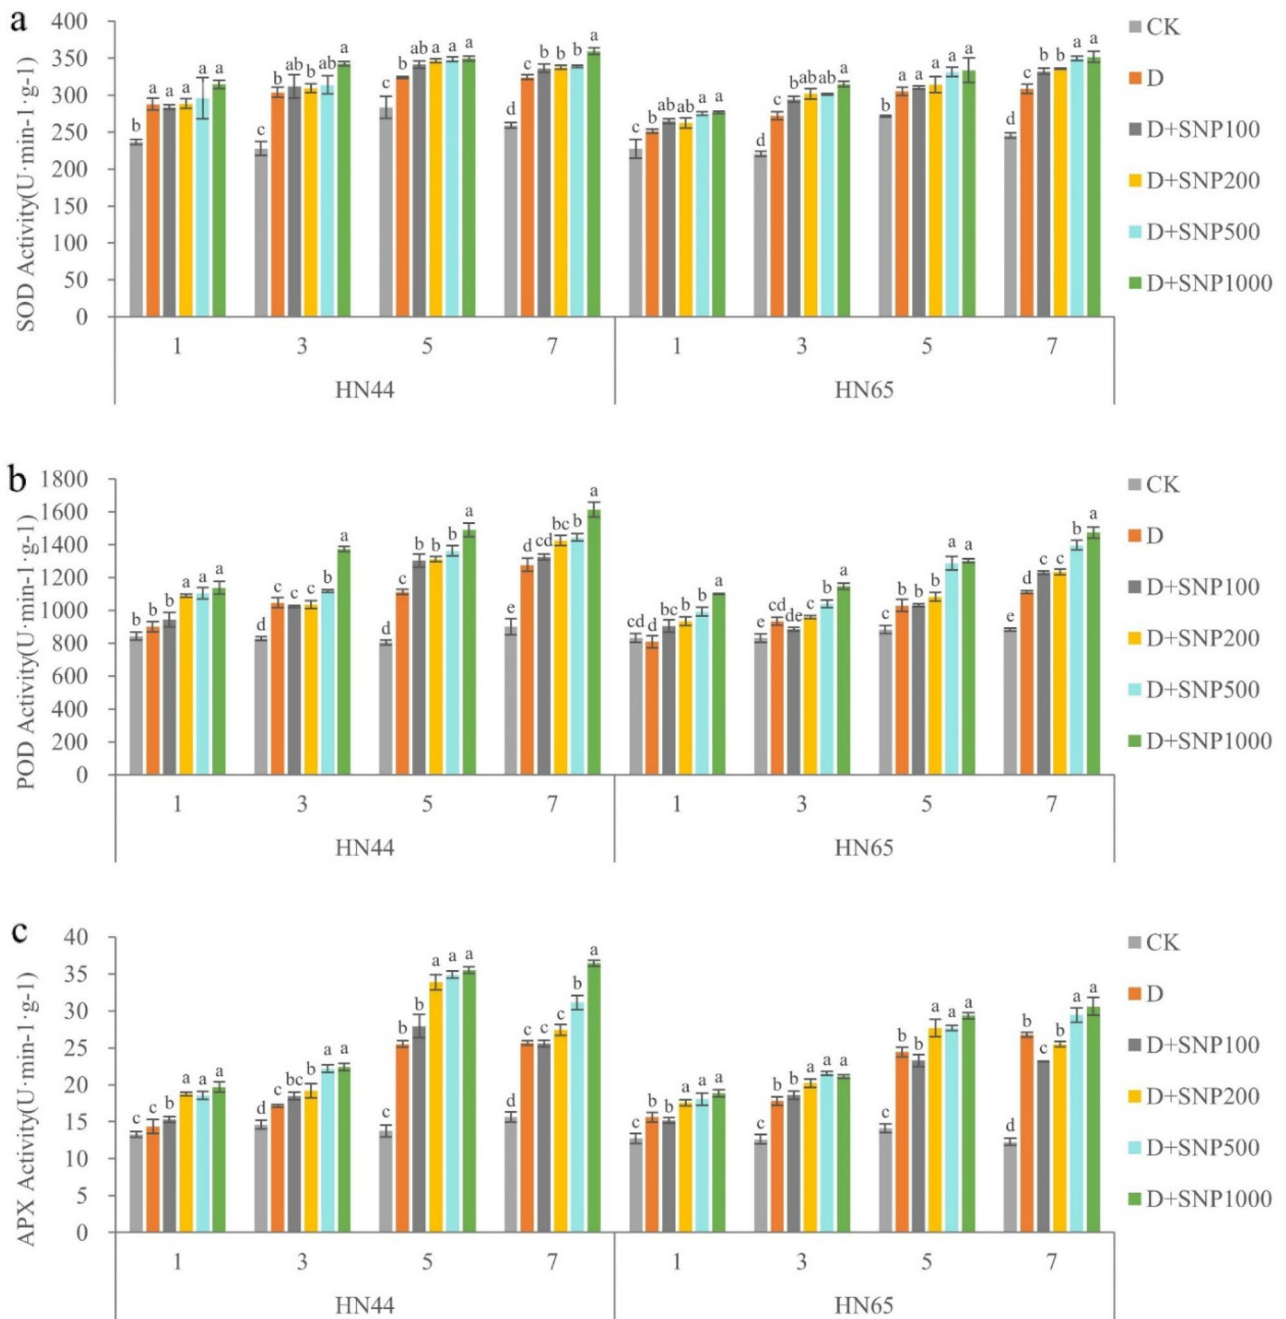 a
SOD Activity(U·min-1·g-1)
400
350
300
250
200
150
100
50
0
b a a a a a
c b ab b ab a
c b ab a a a
d c b b b a
c b ab ab a a
d c b ab ab a
b a a a a a
d c b b a a
1 3 5 7 1 3 5 7
HN44 HN65
CK
D
D+SNP100
D+SNP200
D+SNP500
D+SNP1000
b
POD Activity(U·min-1·g-1)
1800
1600
1400
1200
1000
800
600
400
200
0
b b b a a a
d c c c b a
c c b b b a
e d cd bc b a
cd d bc b b a
e cd de c b a
c b b b a a
e d c c b a
1 3 5 7 1 3 5 7
HN44 HN65
CK
D
D+SNP100
D+SNP200
D+SNP500
D+SNP1000
c
APX Activity(U·min-1·g-1)
40
35
30
25
20
15
10
5
0
c c b a a a
d c bc b a a
c b b a a a
d c c c b a
c b b a a a
c b b a a a
c b b a a a
d b c b a a
1 3 5 7 1 3 5 7
HN44 HN65
CK
D
D+SNP100
D+SNP200
D+SNP500
D+SNP1000